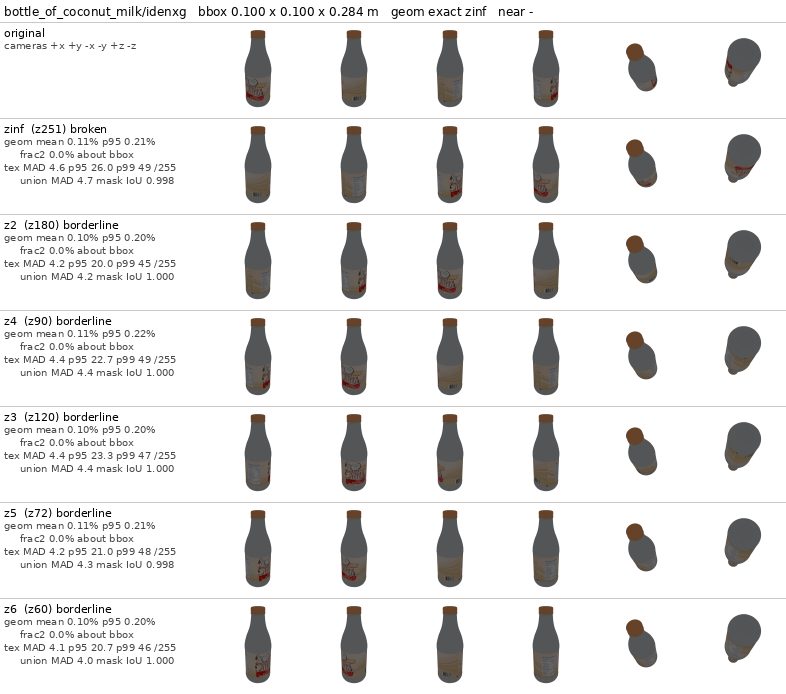 bottle_of_coconut_milk/idenxg bbox 0.100 x 0.100 x 0.284 m geom exact zinf near -
original
cameras +x +y -x -y +z -z
zinf (z251) broken
geom mean 0.11% p95 0.21%
frac2 0.0% about bbox
tex MAD 4.6 p95 26.0 p99 49 /255
union MAD 4.7 mask IoU 0.998
z2 (z180) borderline
geom mean 0.10% p95 0.20%
frac2 0.0% about bbox
tex MAD 4.2 p95 20.0 p99 45 /255
union MAD 4.2 mask IoU 1.000
z4 (z90) borderline
geom mean 0.11% p95 0.22%
frac2 0.0% about bbox
tex MAD 4.4 p95 22.7 p99 49 /255
union MAD 4.4 mask IoU 1.000
z3 (z120) borderline
geom mean 0.10% p95 0.20%
frac2 0.0% about bbox
tex MAD 4.4 p95 23.3 p99 47 /255
union MAD 4.4 mask IoU 1.000
z5 (z72) borderline
geom mean 0.11% p95 0.21%
frac2 0.0% about bbox
tex MAD 4.2 p95 21.0 p99 48 /255
union MAD 4.3 mask IoU 0.998
z6 (z60) borderline
geom mean 0.10% p95 0.20%
frac2 0.0% about bbox
tex MAD 4.1 p95 20.7 p99 46 /255
union MAD 4.0 mask IoU 1.000